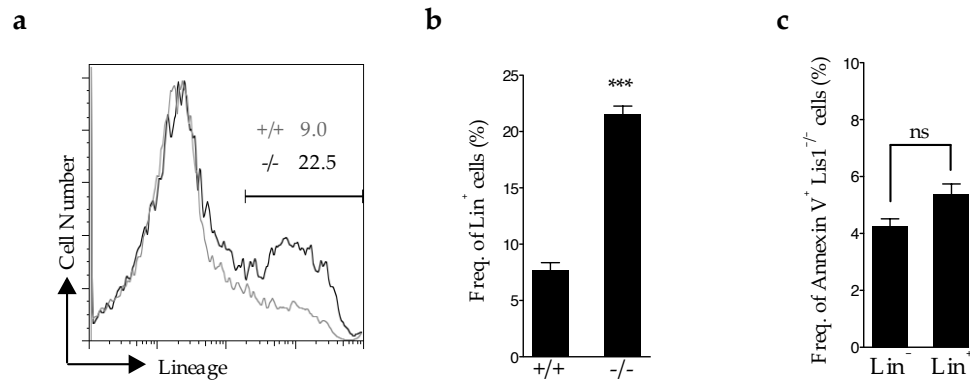 a
+/+ 9.0
-/- 22.5
Cell Number
Lineage
b
Freq. of Lin⁺ cells (%)
25
20
15
10
5
0
***
+/+ -/-
c
Freq. of Annexin V⁺ Lis1⁻/⁻ cells (%)
10
8
6
4
2
0
ns
Lin⁻ Lin⁺